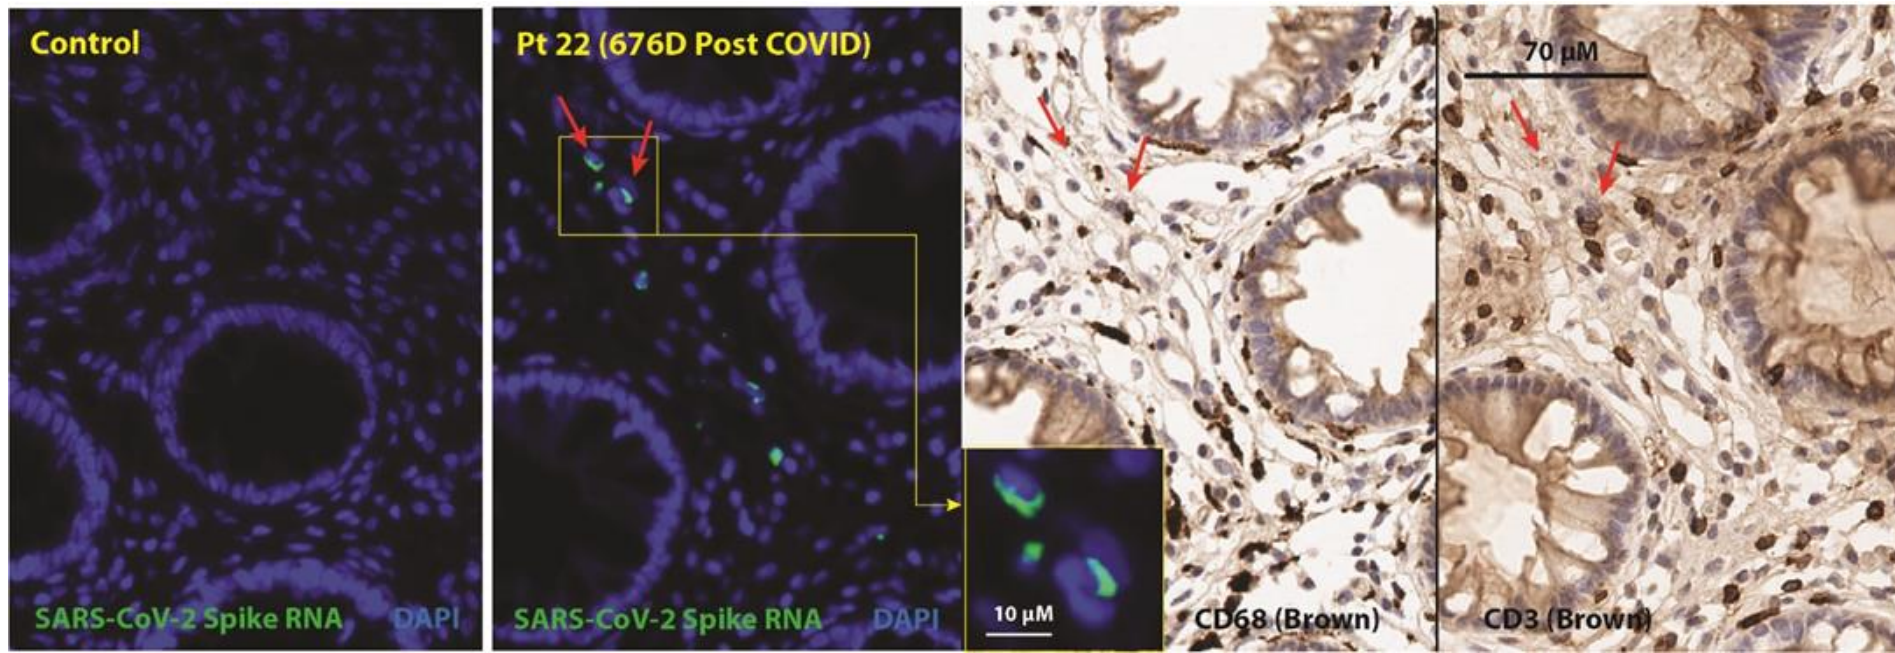 Control
SARS-CoV-2 Spike RNA DAPI
Pt 22 (676D Post COVID)
SARS-CoV-2 Spike RNA DAPI
10 µM
CD68 (Brown)
70 µM
CD3 (Brown)